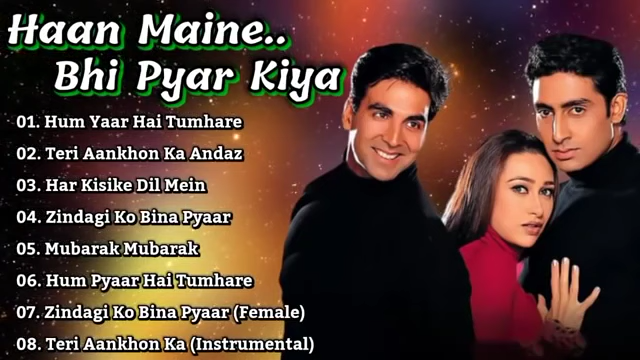 Haan Maine..
Bhi Pyar Kiya
01. Hum Yaar Hai Tumhare
02. Teri Aankhon Ka Andaz
03. Har Kisike Dil Mein
04. Zindagi Ko Bina Pyaar
05. Mubarak Mubarak
06. Hum Pyaar Hai Tumhare
07. Zindagi Ko Bina Pyaar (Female)
08. Teri Aankhon Ka (Instrumental)